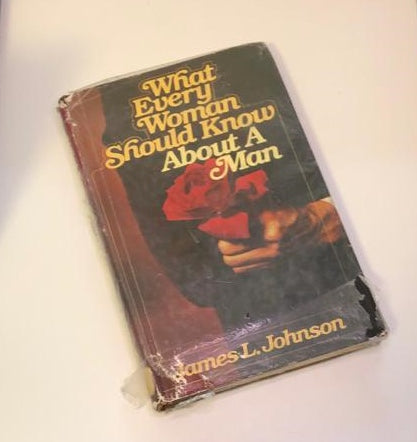 What
Every
Woman
Should Know
About A
Man
James L. Johnson